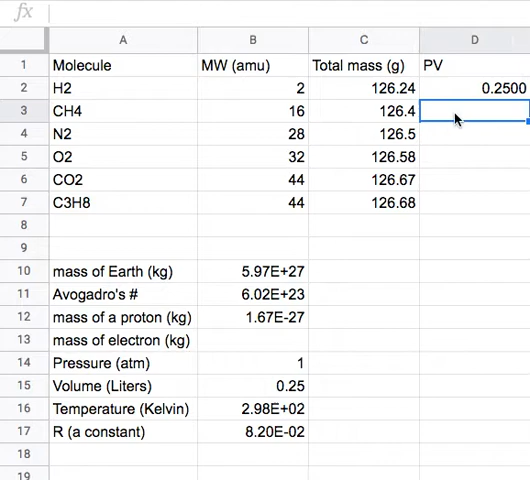 fx
A B C D
1 Molecule MW (amu) Total mass (g) PV
2 H2 2 126.24 0.2500
3 CH4 16 126.4
4 N2 28 126.5
5 O2 32 126.58
6 CO2 44 126.67
7 C3H8 44 126.68
8
9
10 mass of Earth (kg) 5.97E+27
11 Avogadro's # 6.02E+23
12 mass of a proton (kg) 1.67E-27
13 mass of electron (kg)
14 Pressure (atm) 1
15 Volume (Liters) 0.25
16 Temperature (Kelvin) 2.98E+02
17 R (a constant) 8.20E-02
18
19